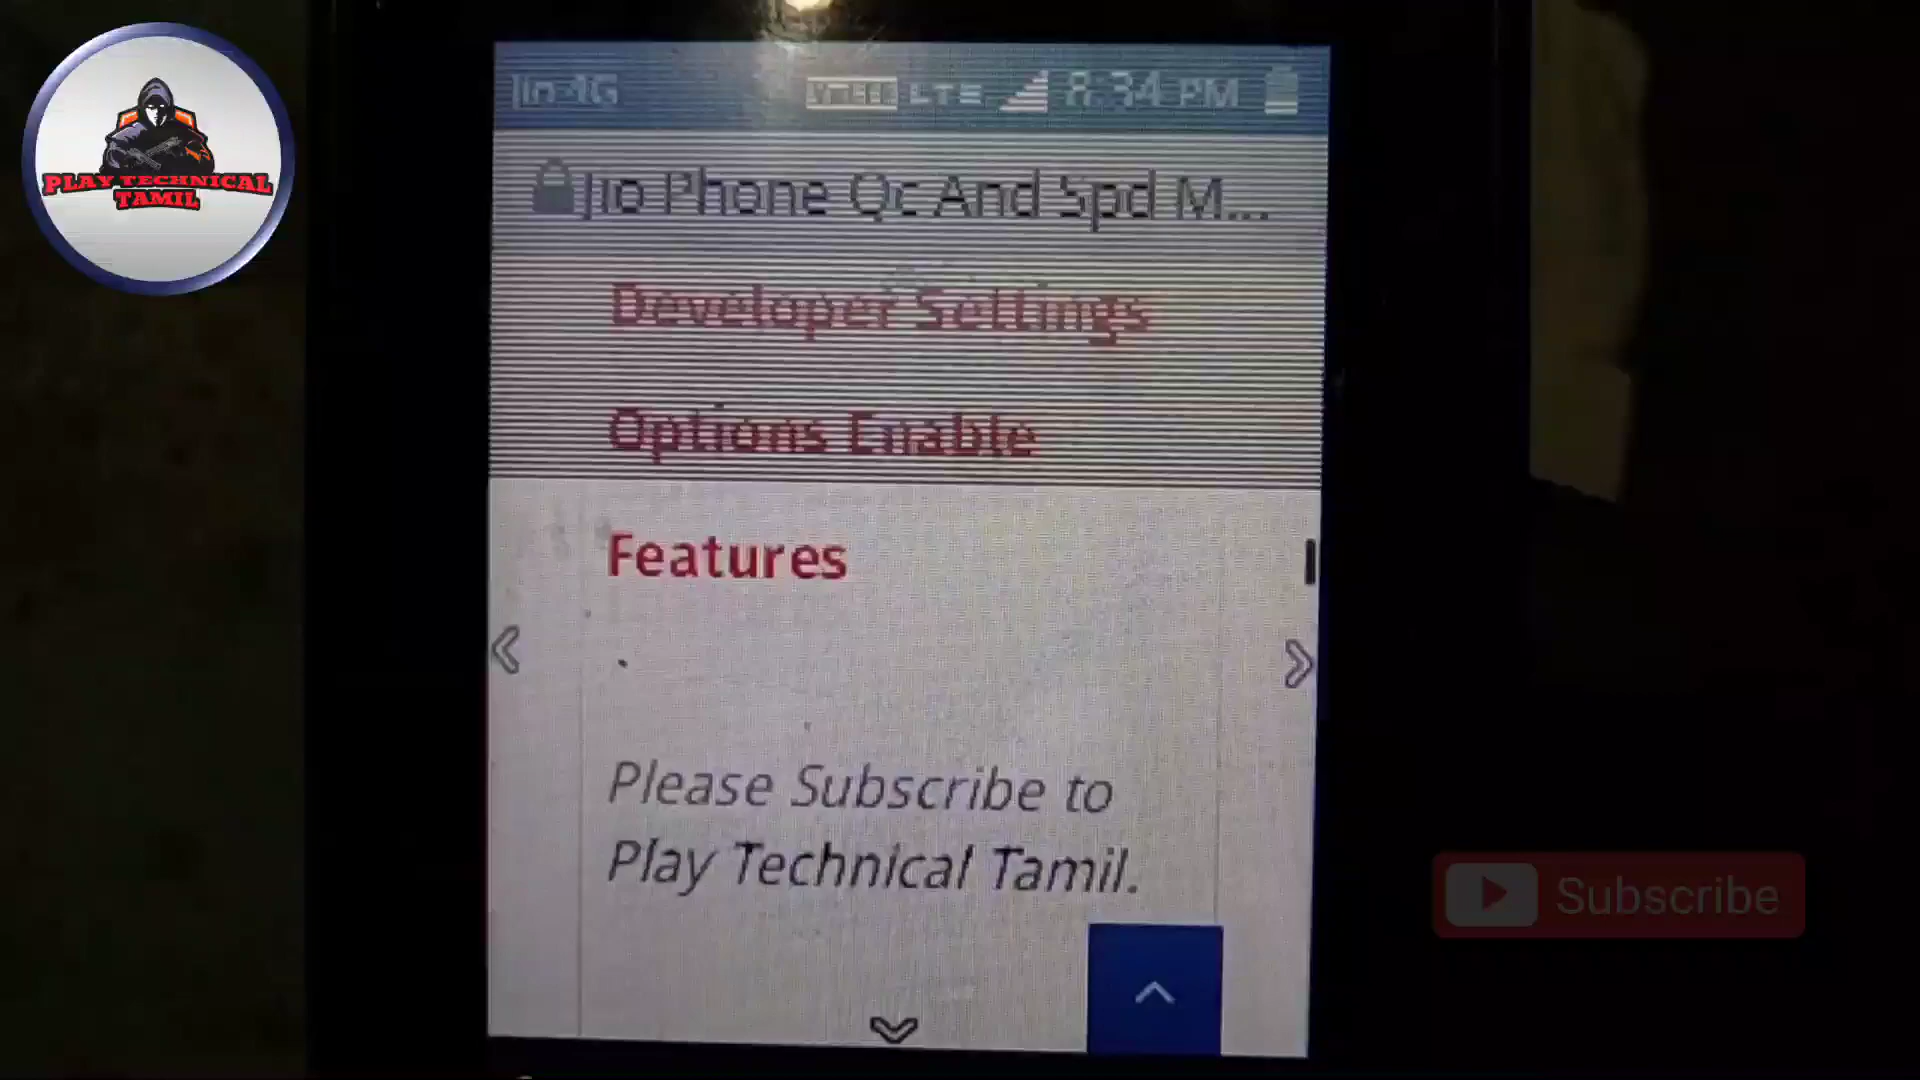 PLAY TECHNICAL
TAMIL
Jio 4G LTE 8:34 PM
Jio Phone Qc And Spd M...
Developer Settings
Options Enable
Features
.
Please Subscribe to
Play Technical Tamil.
Subscribe